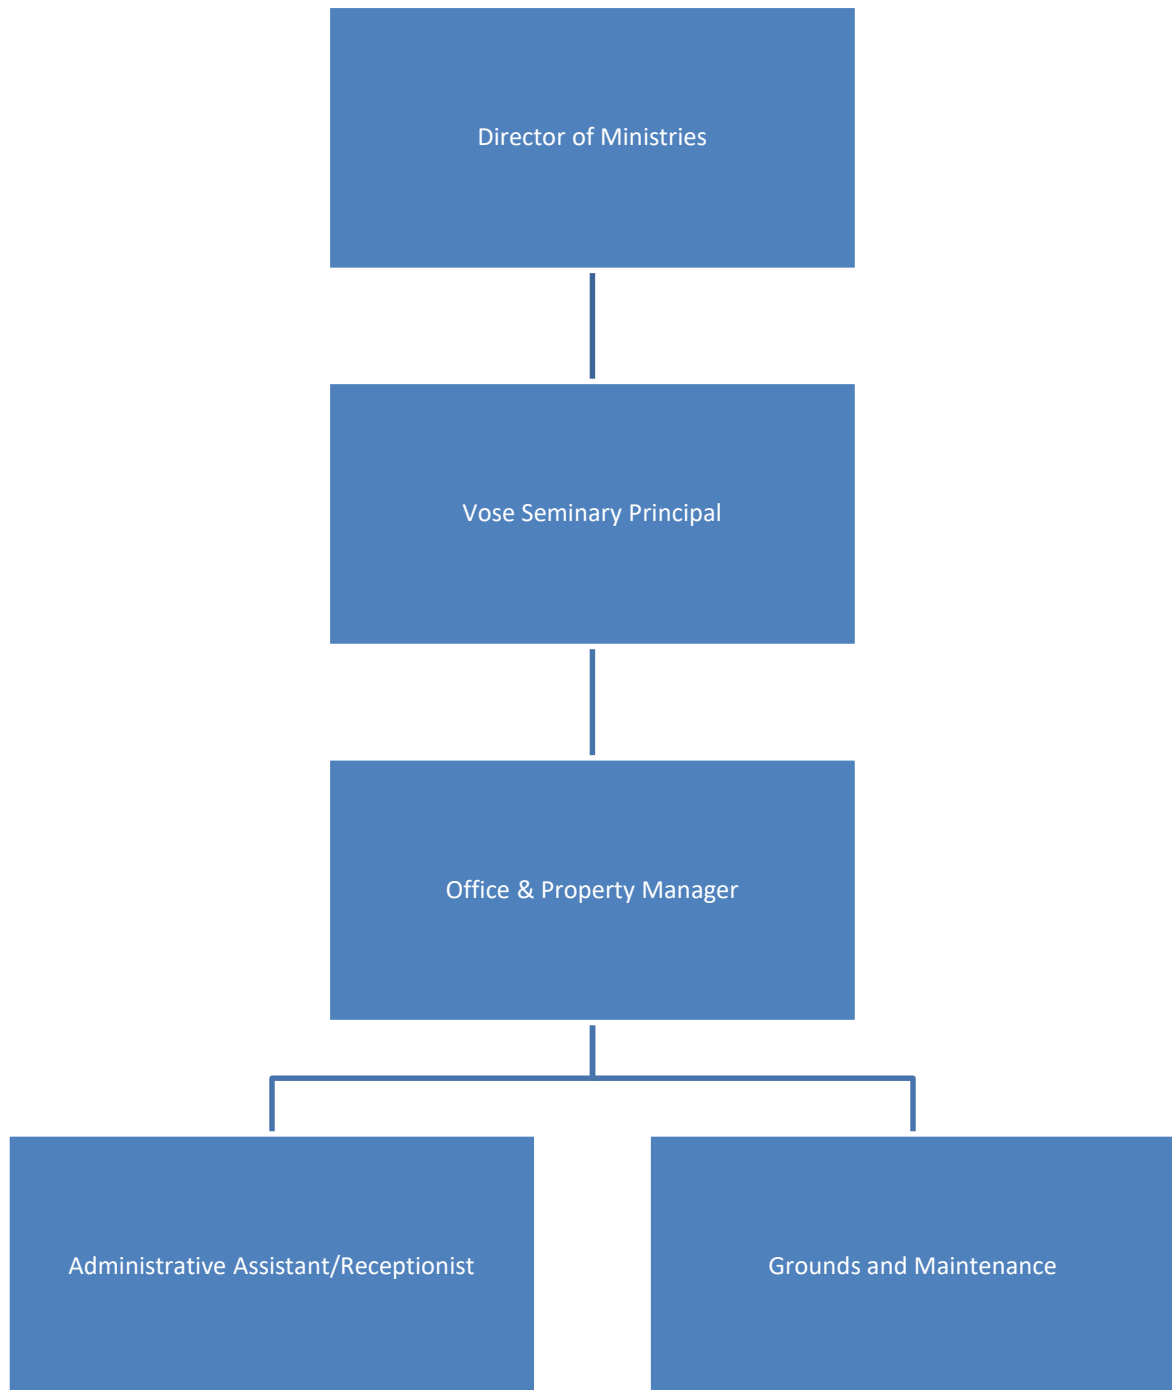 Director of Ministries
Vose Seminary Principal
Office & Property Manager
Administrative Assistant/Receptionist
Grounds and Maintenance